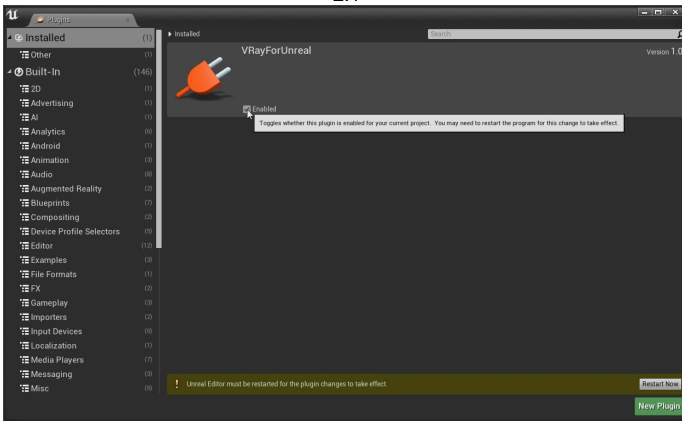 Plugins
Installed (1)
Other (1)
Built-In (146)
2D (1)
Advertising (1)
AI (1)
Analytics (6)
Android (1)
Animation (3)
Audio (8)
Augmented Reality (2)
Blueprints (7)
Compositing (2)
Device Profile Selectors (5)
Editor (12)
Examples (3)
File Formats (1)
FX (2)
Gameplay (3)
Importers (2)
Input Devices (5)
Localization (1)
Media Players (7)
Messaging (3)
Misc (5)
Installed
Search
VRayForUnreal
Version 1.0
Enabled
Toggles whether this plugin is enabled for your current project. You may need to restart the program for this change to take effect.
Unreal Editor must be restarted for the plugin changes to take effect.
Restart Now
New Plugin